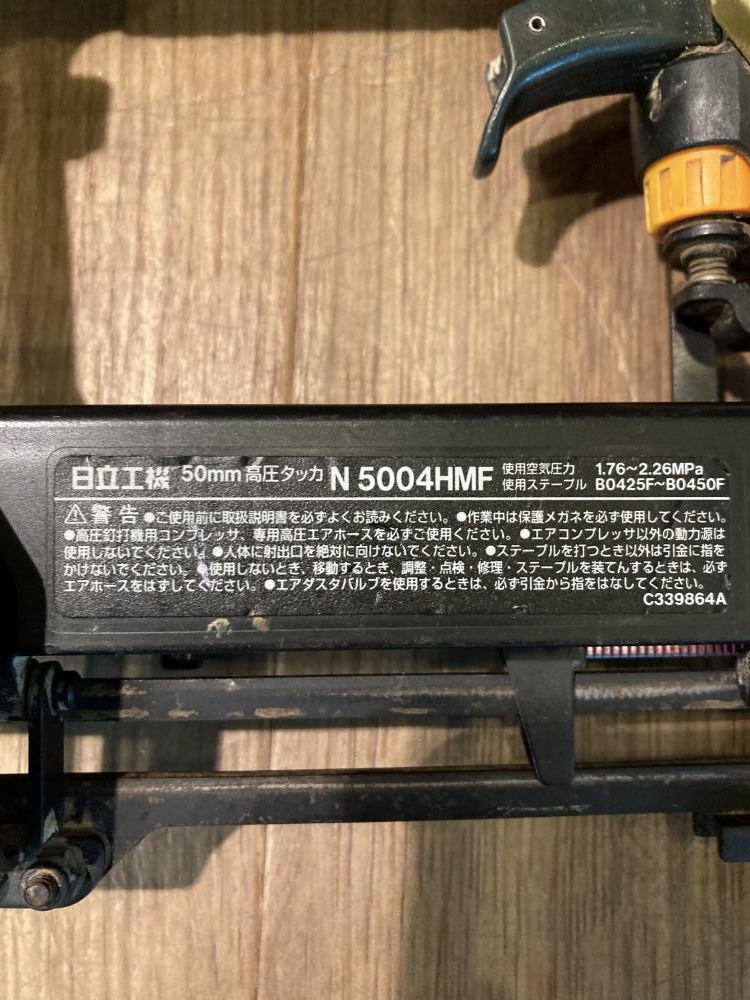 日立工機 50mm 高圧タッカ N 5004HMF 使用空気圧力 1.76～2.26MPa
使用ステープル B0425F～B0450F
⚠警告 ●ご使用前に取扱説明書を必ずよくお読みください。●作業中は保護メガネを必ず使用してください。
●高圧釘打機用コンプレッサ、専用高圧エアホースを必ずご使用ください。●エアコンプレッサ以外の動力源は
使用しないでください。●人体に射出口を絶対に向けないでください。●ステープルを打つとき以外は引金に指を
かけないでください。●使用しないとき、移動するとき、調整・点検・修理・ステープルを装てんするときは、必ず
エアホースをはずしてください。●エアダスタバルブを使用するときは、必ず引金から指をはなしてください。
C339864A